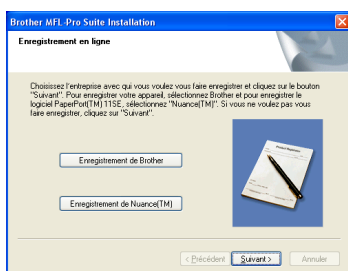 Brother MFL-Pro Suite Installation
Enregistrement en ligne
Choisissez l'entreprise avec qui vous voulez vous faire enregistrer et cliquez sur le bouton
"Suivant". Pour enregistrer votre appareil, sélectionnez Brother et pour enregistrer le
logiciel PaperPort(TM) 11SE, sélectionnez "Nuance(TM)". Si vous ne voulez pas vous
faire enregistrer, cliquez sur "Suivant".
Enregistrement de Brother
Enregistrement de Nuance(TM)
< Précédent
Suivant >
Annuler